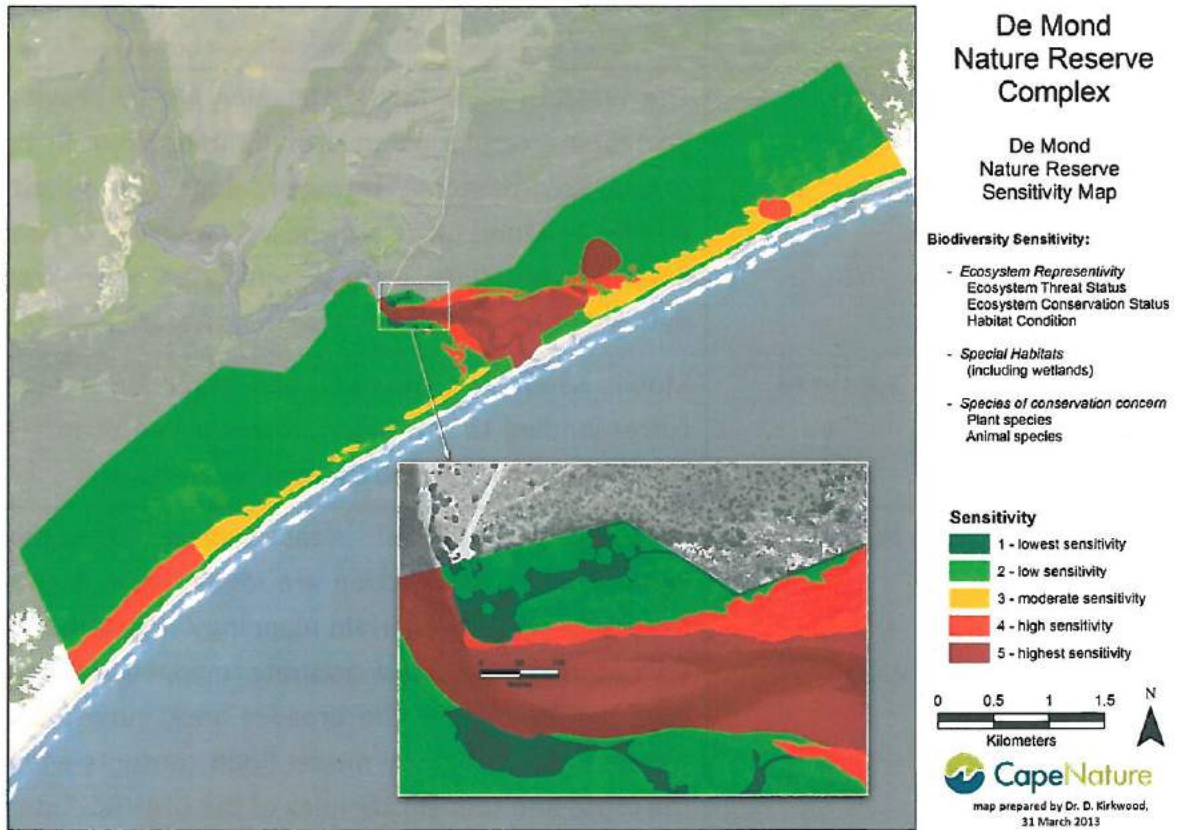 De Mond
Nature Reserve
Complex
De Mond
Nature Reserve
Sensitivity Map
Biodiversity Sensitivity:
- Ecosystem Representivity
Ecosystem Threat Status
Ecosystem Conservation Status
Habitat Condition
- Special Habitats
(including wetlands)
- Species of conservation concern
Plant species
Animal species
Sensitivity
1 - lowest sensitivity
2 - low sensitivity
3 - moderate sensitivity
4 - high sensitivity
5 - highest sensitivity
0 0.5 1 1.5
Kilometers
N
CapeNature
map prepared by Dr. D. Kirkwood,
31 March 2013